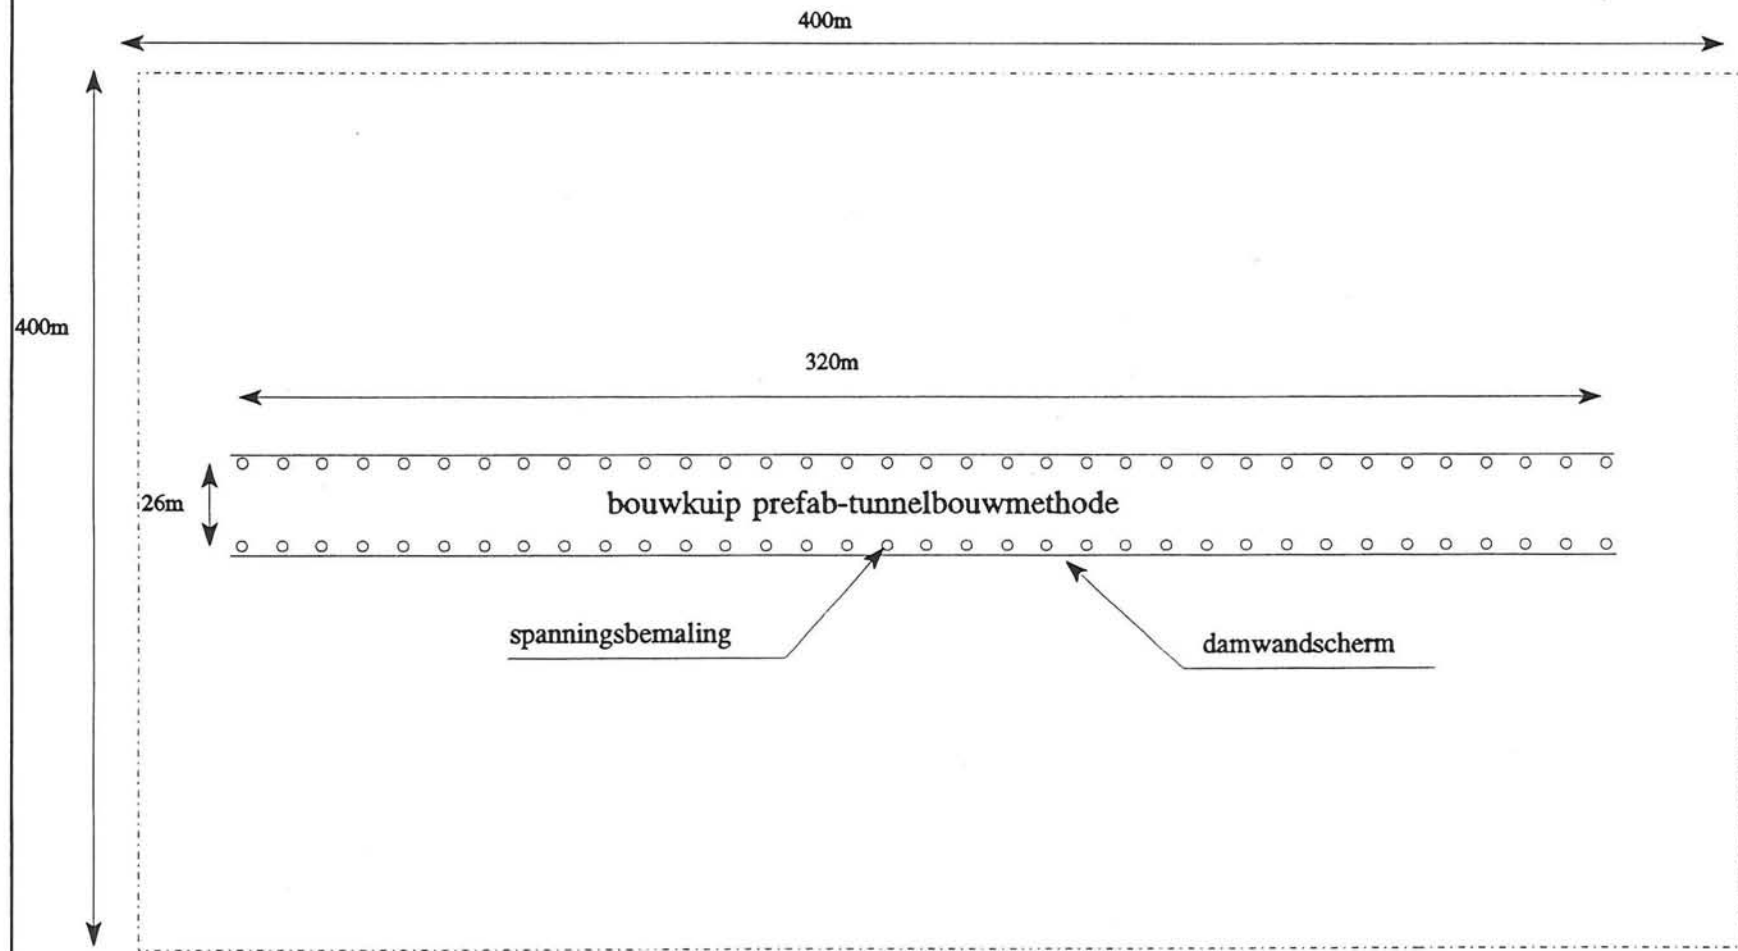 400m
400m
320m
26m
bouwkuip prefab-tunnelbouwmethode
spanningsbemaling
damwandscherm